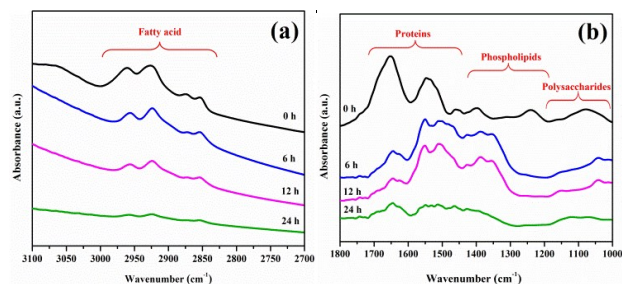 Fatty acid
(a)
0 h
6 h
12 h
24 h
Absorbance (a.u.)
3100 3050 3000 2950 2900 2850 2800 2750 2700
Wavenumber (cm-1)
Proteins
(b)
Phospholipids
Polysaccharides
0 h
6 h
12 h
24 h
Absorbance (a.u.)
1800 1700 1600 1500 1400 1300 1200 1100 1000
Wavenumber (cm-1)